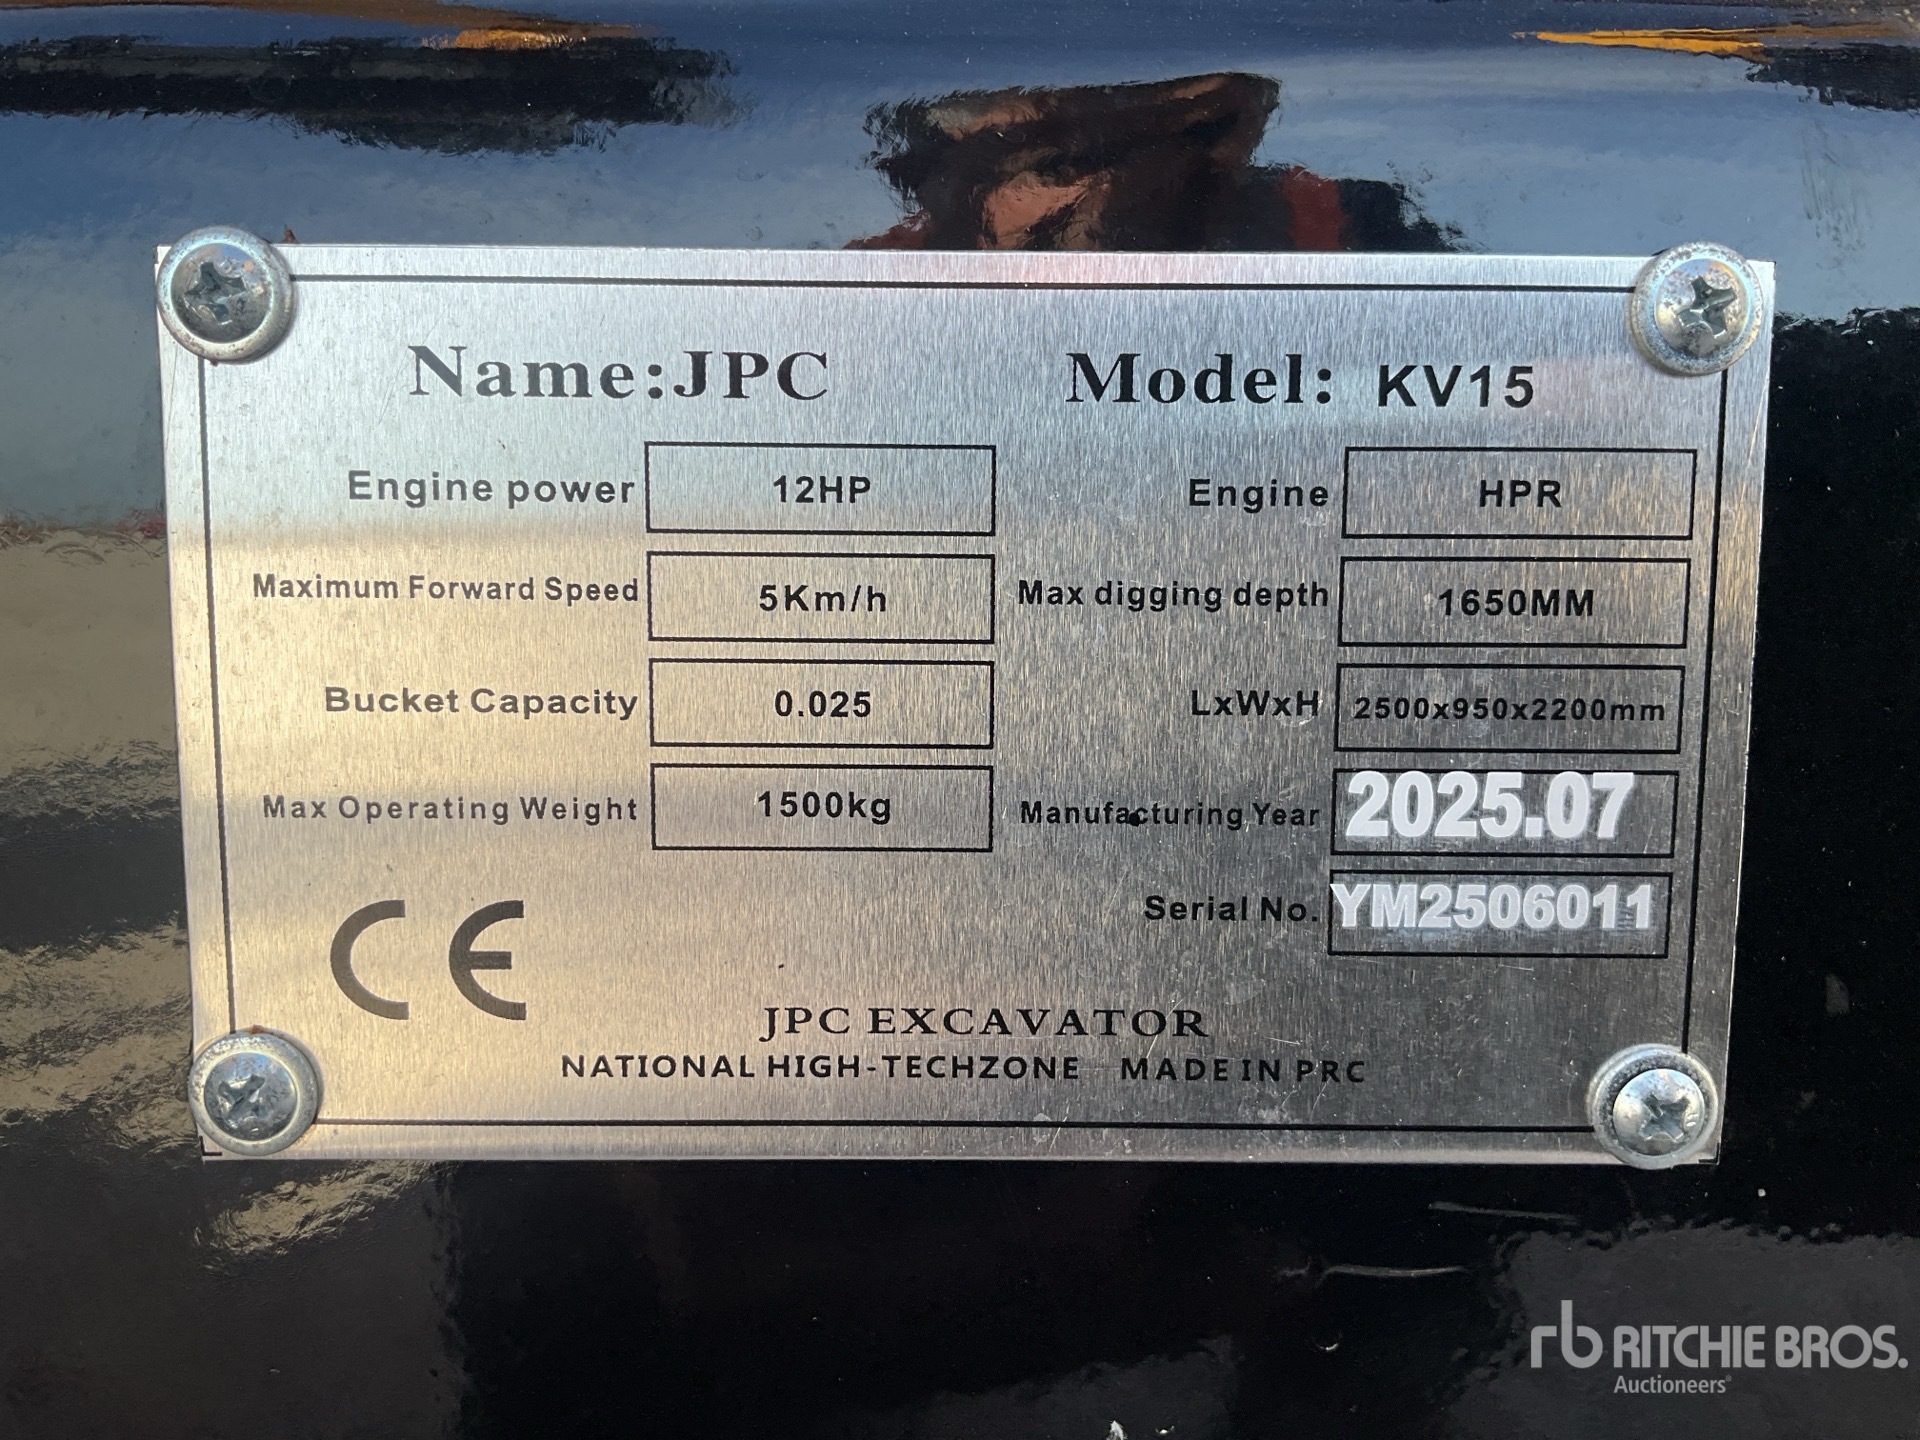 Name:JPC Model: KV15
Engine power 12HP Engine HPR
Maximum Forward Speed 5Km/h Max digging depth 1650MM
Bucket Capacity 0.025 LxWxH 2500x950x2200mm
Max Operating Weight 1500kg Manufacturing Year 2025.07
Serial No. YM2506011
CE
JPC EXCAVATOR
NATIONAL HIGH-TECHZONE MADE IN PRC
rb RITCHIE BROS.
Auctioneers®